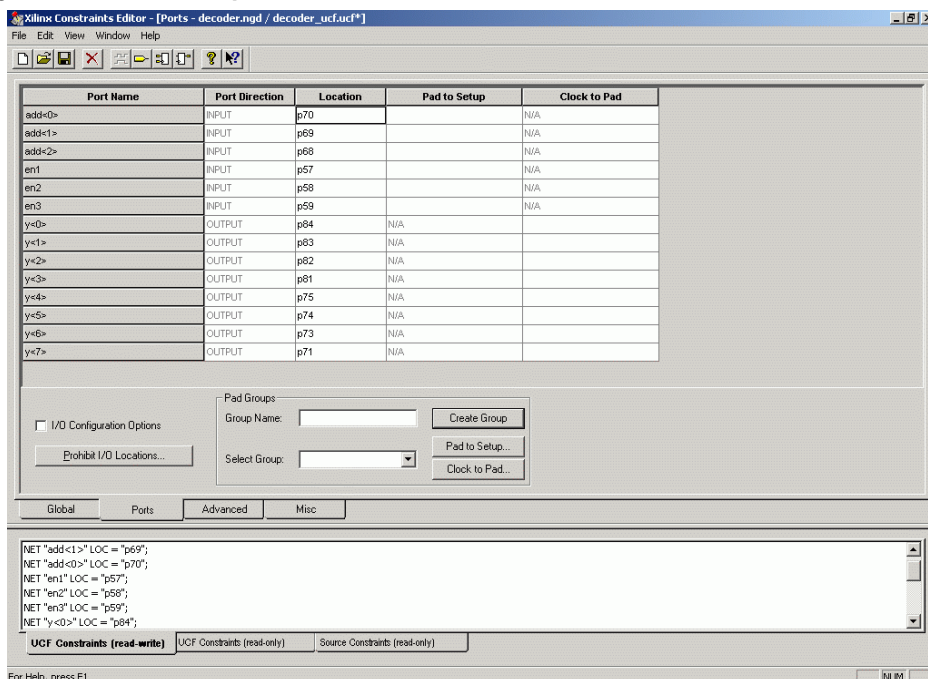 Xilinx Constraints Editor - [Ports - decoder.ngd / decoder_ucf.ucf*]
File Edit View Window Help
Port Name Port Direction Location Pad to Setup Clock to Pad
add<0> INPUT p70 N/A
add<1> INPUT p69 N/A
add<2> INPUT p68 N/A
en1 INPUT p57 N/A
en2 INPUT p58 N/A
en3 INPUT p59 N/A
y<0> OUTPUT p84 N/A
y<1> OUTPUT p83 N/A
y<2> OUTPUT p82 N/A
y<3> OUTPUT p81 N/A
y<4> OUTPUT p75 N/A
y<5> OUTPUT p74 N/A
y<6> OUTPUT p73 N/A
y<7> OUTPUT p71 N/A
Pad Groups
I/O Configuration Options
Group Name: Create Group
Prohibit I/O Locations...
Select Group: Pad to Setup...
Clock to Pad...
Global Ports Advanced Misc
NET "add<1>" LOC = "p69";
NET "add<0>" LOC = "p70";
NET "en1" LOC = "p57";
NET "en2" LOC = "p58";
NET "en3" LOC = "p59";
NET "y<0>" LOC = "p84";
UCF Constraints (read-write) UCF Constraints (read-only) Source Constraints (read-only)
For Help, press F1 NUM